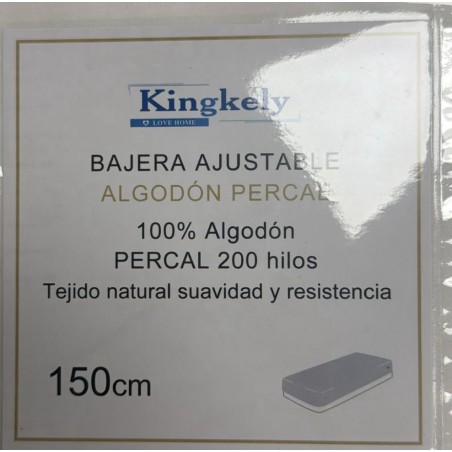 Kingkely
LOVE HOME
BAJERA AJUSTABLE
ALGODÓN PERCAL
100% Algodón
PERCAL 200 hilos
Tejido natural suavidad y resistencia
150cm